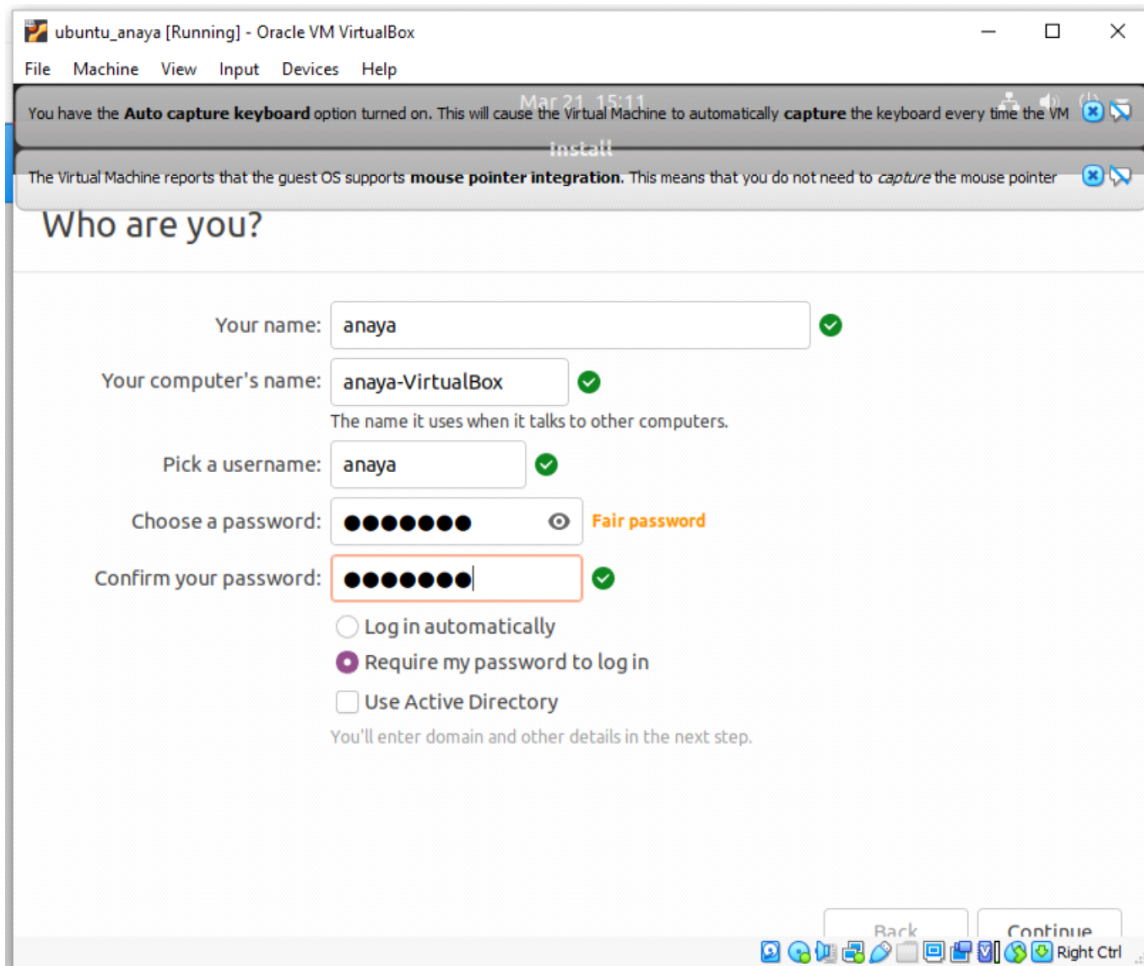 ubuntu_anaya [Running] - Oracle VM VirtualBox
File Machine View Input Devices Help
Mar 21 15:11
You have the Auto capture keyboard option turned on. This will cause the Virtual Machine to automatically capture the keyboard every time the VM
Install
The Virtual Machine reports that the guest OS supports mouse pointer integration. This means that you do not need to capture the mouse pointer
Who are you?
Your name: anaya
Your computer's name: anaya-VirtualBox
The name it uses when it talks to other computers.
Pick a username: anaya
Choose a password: ●●●●●●● Fair password
Confirm your password: ●●●●●●●
Log in automatically
Require my password to log in
Use Active Directory
You'll enter domain and other details in the next step.
Back Continue
Right Ctrl